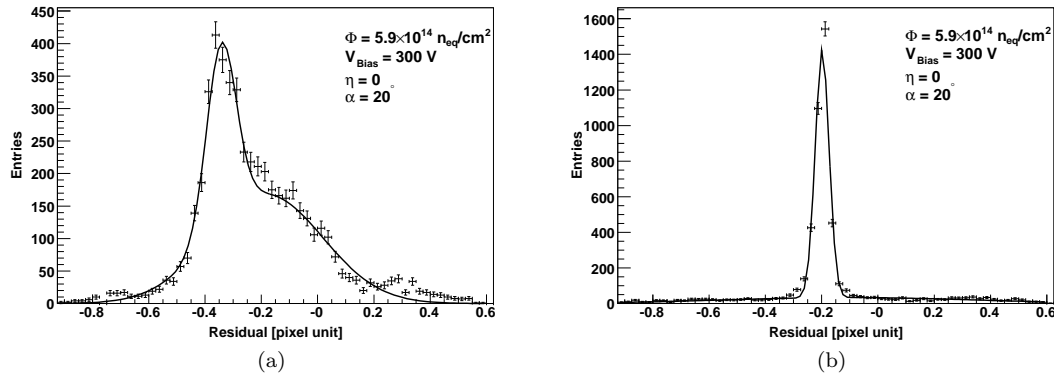 450
400
350
300
250
200
150
100
50
0
Entries
Φ = 5.9×10¹⁴ n_eq/cm²
V_Bias = 300 V
η = 0
α = 20°
-0.8 -0.6 -0.4 -0.2 -0 0.2 0.4 0.6
Residual [pixel unit]
(a)
1600
1400
1200
1000
800
600
400
200
0
Entries
Φ = 5.9×10¹⁴ n_eq/cm²
V_Bias = 300 V
η = 0
α = 20°
-0.8 -0.6 -0.4 -0.2 -0 0.2 0.4 0.6
Residual [pixel unit]
(b)